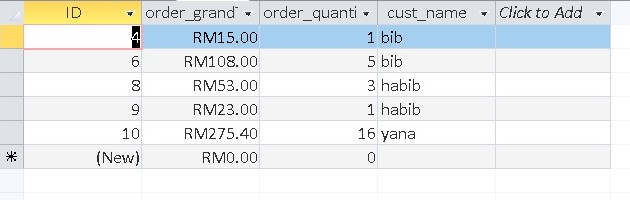 ID order_grand order_quanti cust_name Click to Add
4 RM15.00 1 bib
6 RM108.00 5 bib
8 RM53.00 3 habib
9 RM23.00 1 habib
10 RM275.40 16 yana
* (New) RM0.00 0